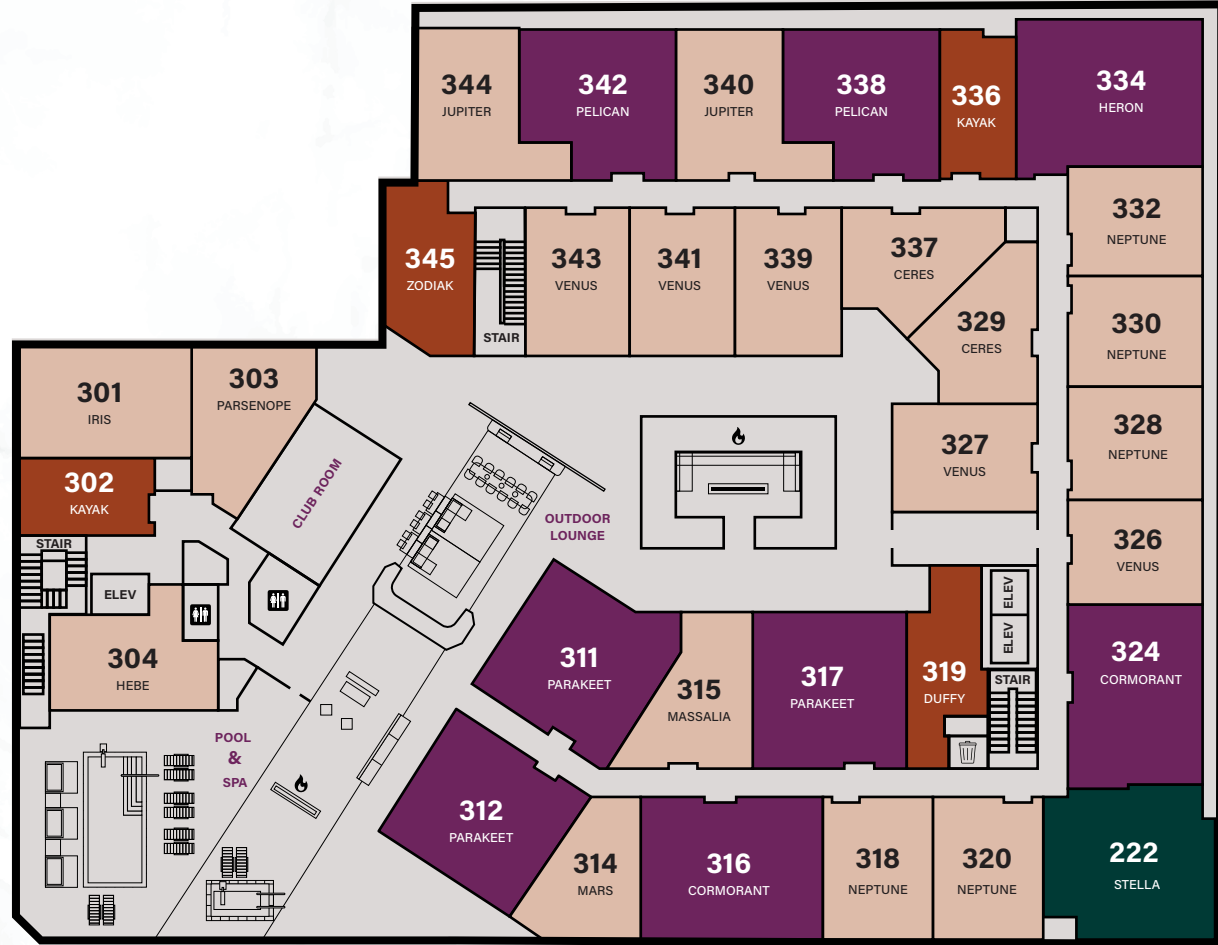 344
JUPITER
342
PELICAN
340
JUPITER
338
PELICAN
336
KAYAK
334
HERON
332
NEPTUNE
345
ZODIAK
STAIR
343
VENUS
341
VENUS
339
VENUS
337
CERES
329
CERES
330
NEPTUNE
301
IRIS
303
PARSENOPE
327
VENUS
328
NEPTUNE
302
KAYAK
CLUB ROOM
OUTDOOR
LOUNGE
326
VENUS
STAIR
ELEV
ELEV
ELEV
304
HEBE
311
PARAKEET
315
MASSALIA
317
PARAKEET
319
DUFFY
STAIR
324
CORMORANT
POOL
&
SPA
312
PARAKEET
314
MARS
316
CORMORANT
318
NEPTUNE
320
NEPTUNE
222
STELLA